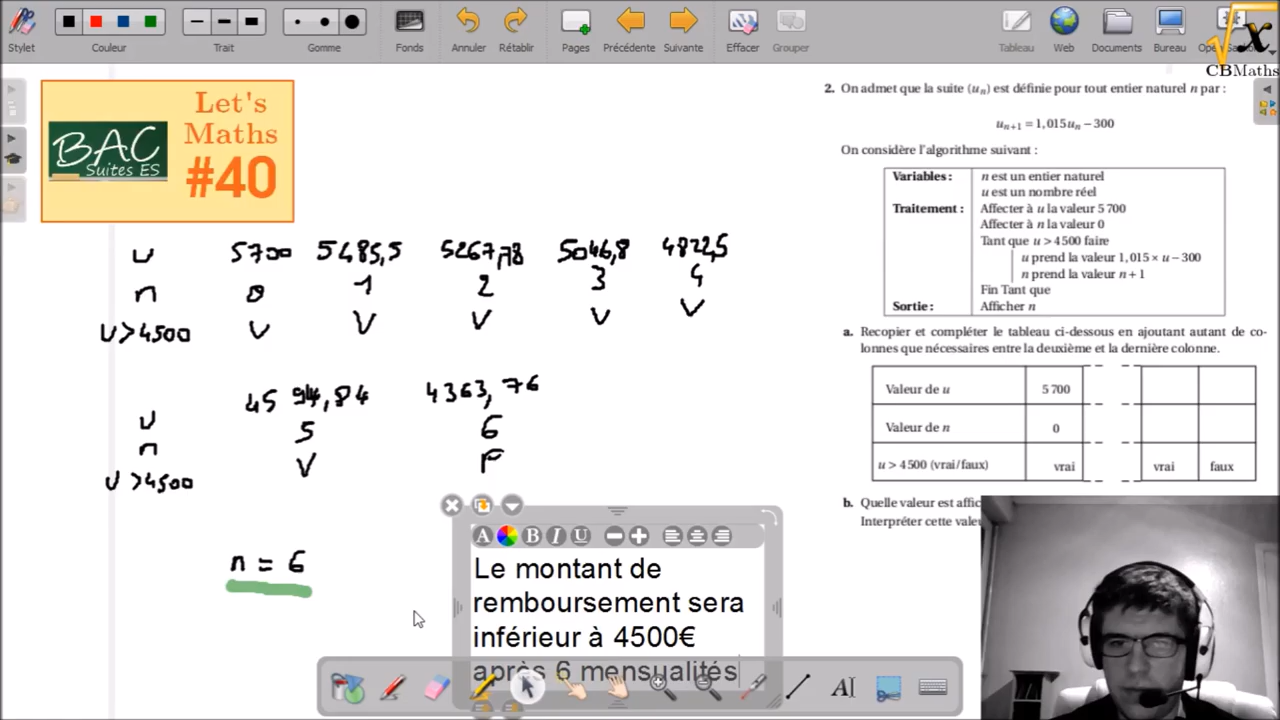 Stylet Couleur Trait Gomme Fonds Annuler Rétablir Pages Précédente Suivante Effacer Grouper Tableau Web Documents Bureau
CBMaths
Let's
Maths
#40
BAC
Suites ES
2. On admet que la suite (uₙ) est définie pour tout entier naturel n par :
uₙ₊₁ = 1,015uₙ − 300
On considère l'algorithme suivant :
Variables : n est un entier naturel
u est un nombre réel
Traitement : Affecter à u la valeur 5 700
Affecter à n la valeur 0
Tant que u > 4 500 faire
u prend la valeur 1,015 × u − 300
n prend la valeur n + 1
Fin Tant que
Sortie : Afficher n
a. Recopier et compléter le tableau ci-dessous en ajoutant autant de co-
lonnes que nécessaires entre la deuxième et la dernière colonne.
Valeur de u 5 700
Valeur de n 0
u > 4 500 (vrai/faux) vrai vrai faux
b. Quelle valeur est
Interpréter cette
U 5700 5485,5 5267,78 5046,8 4822,5
n 0 1 2 3 4
U > 4500 V V V V V
U 4594,84 4363,76
n 5 6
U > 4500 V F
n = 6
A B I U
Le montant de
remboursement sera
inférieur à 4500€
après 6 mensualités